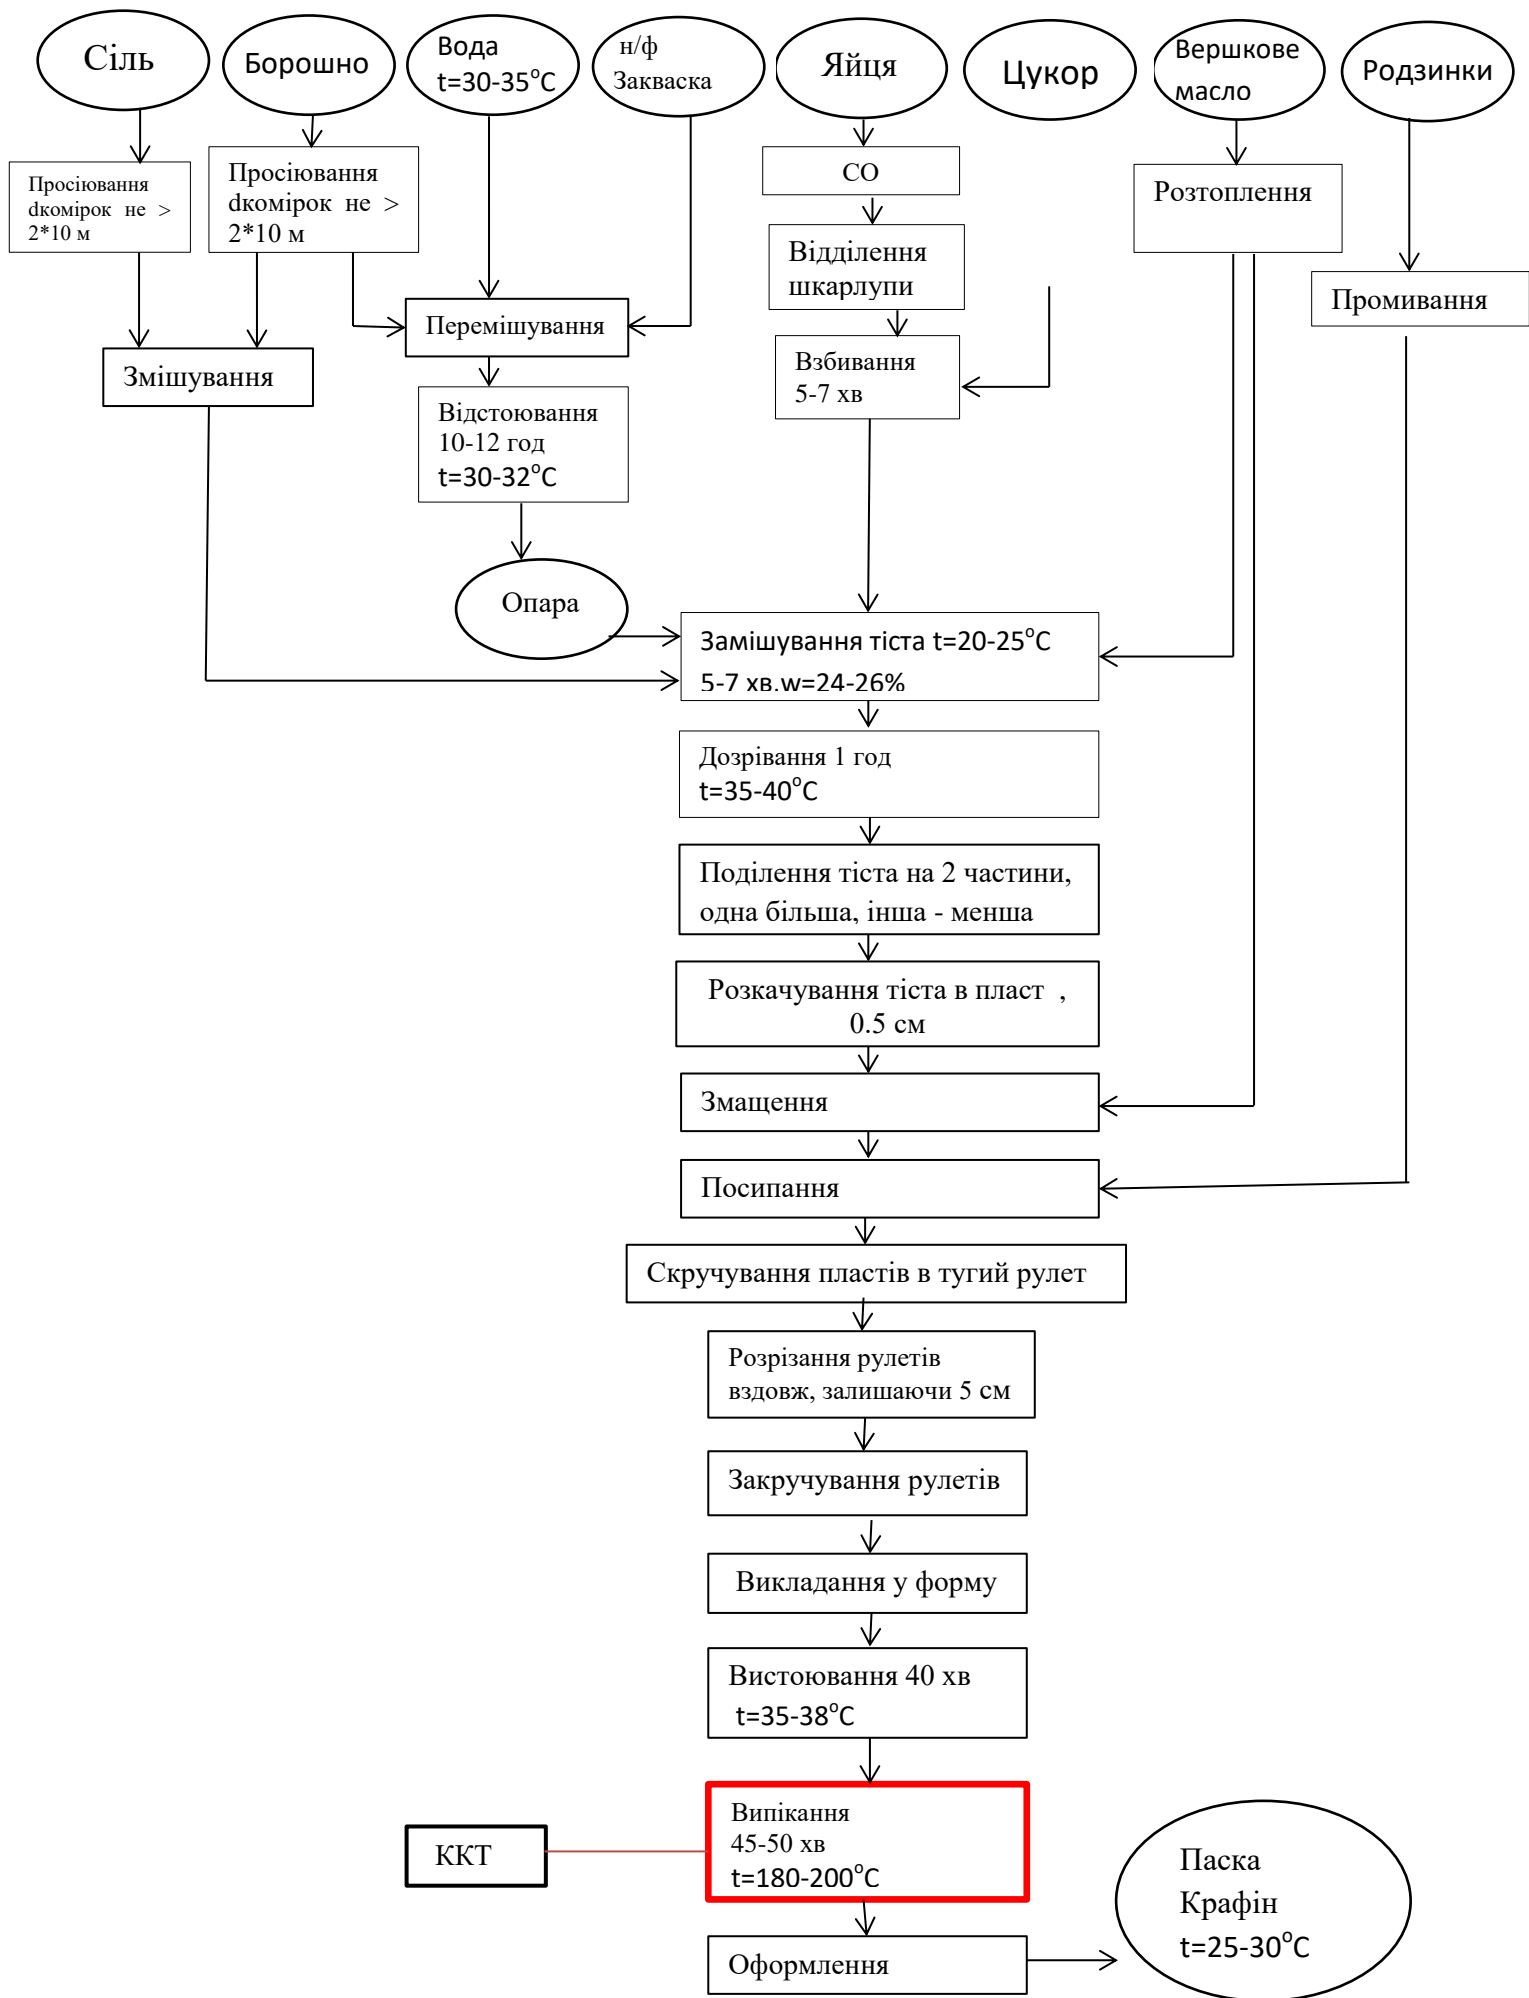 Сіль
Борошно
Вода
t=30-35°C
н/ф
Закваска
Яйця
Цукор
Вершкове
масло
Родзинки
Просіювання
dкомірок не >
2*10 м
Просіювання
dкомірок не >
2*10 м
СО
Розтоплення
Відділення
шкарлупи
Промивання
Перемішування
Змішування
Взбивання
5-7 хв
Відстоювання
10-12 год
t=30-32°C
Опара
Замішування тіста t=20-25°C
5-7 хв.w=24-26%
Дозрівання 1 год
t=35-40°C
Поділення тіста на 2 частини,
одна більша, інша - менша
Розкачування тіста в пласт ,
0.5 см
Змащення
Посипання
Скручування пластів в тугий рулет
Розрізання рулетів
вздовж, залишаючи 5 см
Закручування рулетів
Викладання у форму
Вистоювання 40 хв
t=35-38°C
ККТ
Випікання
45-50 хв
t=180-200°C
Паска
Крафін
t=25-30°C
Оформлення